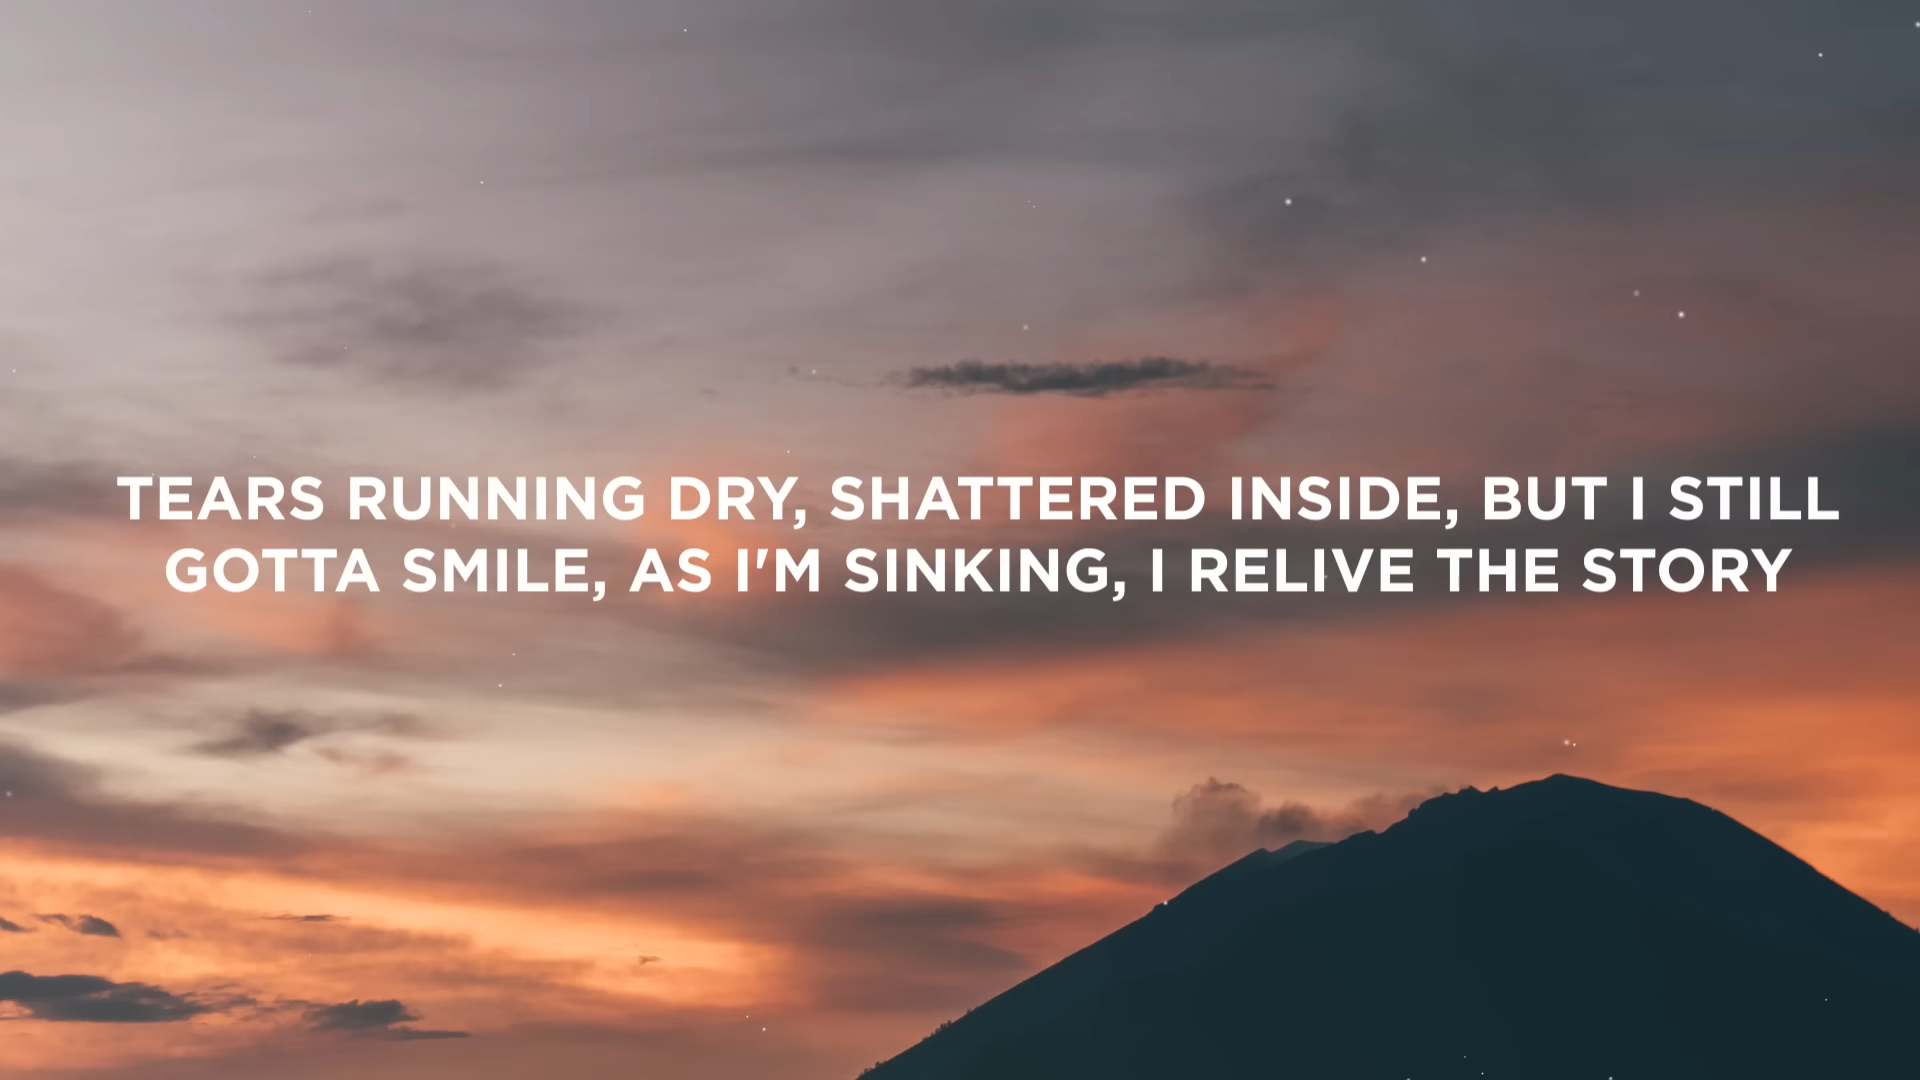 TEARS RUNNING DRY, SHATTERED INSIDE, BUT I STILL
GOTTA SMILE, AS I'M SINKING, I RELIVE THE STORY